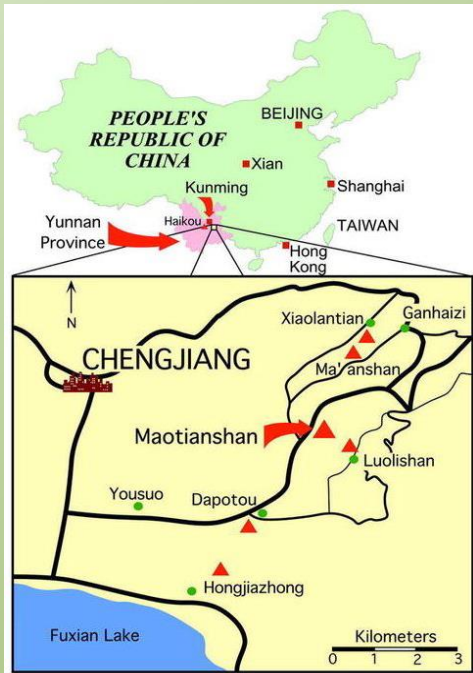 PEOPLE'S
REPUBLIC OF
CHINA
BEIJING
Xian
Kunming
Shanghai
Haikou
Yunnan
Province
TAIWAN
Hong
Kong
N
Xiaolantian
Ganhaizi
CHENGJIANG
Ma'anshan
Maotianshan
Luolishan
Yousuo
Dapotou
Hongjiazhong
Fuxian Lake
Kilometers
0 1 2 3